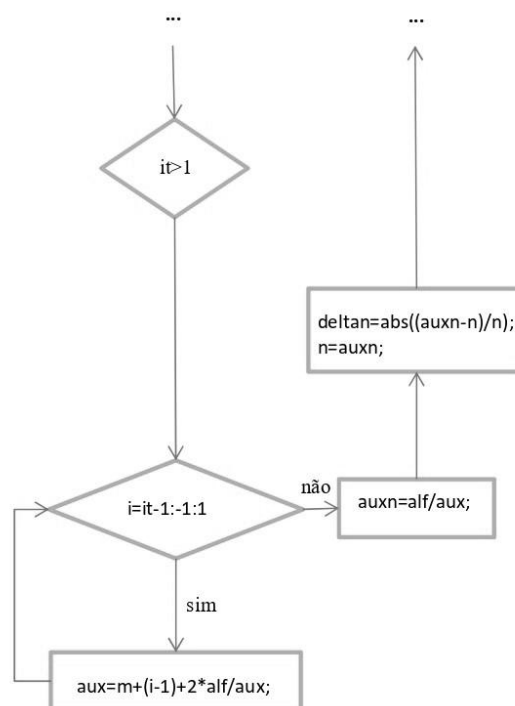 ...
...
it>1
deltan=abs((auxn-n)/n);
n=auxn;
i=it-1:-1:1
não
auxn=alf/aux;
sim
aux=m+(i-1)+2*alf/aux;